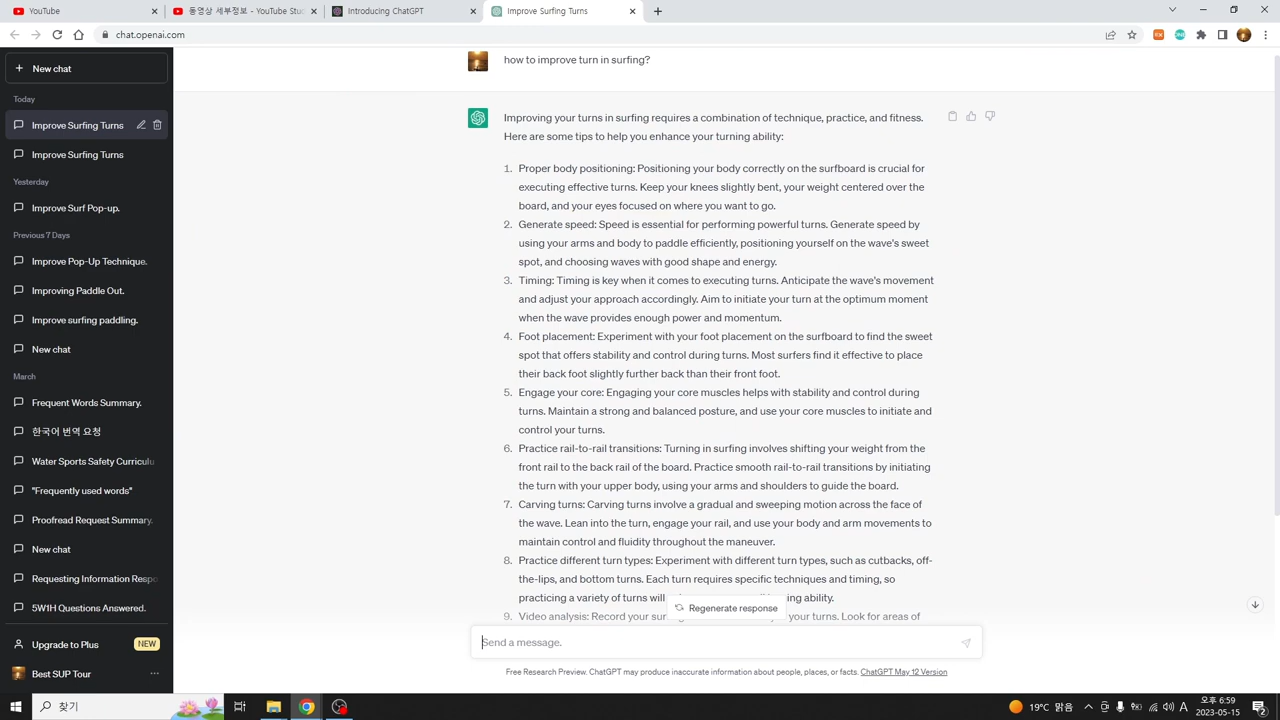 YouTube
동영상 세부정보 - YouTube Stu
Introducing ChatGPT
Improve Surfing Turns
chat.openai.com
New chat
Today
Improve Surfing Turns
Improve Surfing Turns
Yesterday
Improve Surf Pop-up.
Previous 7 Days
Improve Pop-Up Technique.
Improving Paddle Out.
Improve surfing paddling.
New chat
March
Frequent Words Summary.
한국어 번역 요청
Water Sports Safety Curriculu
"Frequently used words"
Proofread Request Summary.
New chat
Requesting Information Respo
5W1H Questions Answered.
Upgrade to Plus
NEW
Best SUP Tour
how to improve turn in surfing?
Improving your turns in surfing requires a combination of technique, practice, and fitness.
Here are some tips to help you enhance your turning ability:
1. Proper body positioning: Positioning your body correctly on the surfboard is crucial for
executing effective turns. Keep your knees slightly bent, your weight centered over the
board, and your eyes focused on where you want to go.
2. Generate speed: Speed is essential for performing powerful turns. Generate speed by
using your arms and body to paddle efficiently, positioning yourself on the wave's sweet
spot, and choosing waves with good shape and energy.
3. Timing: Timing is key when it comes to executing turns. Anticipate the wave's movement
and adjust your approach accordingly. Aim to initiate your turn at the optimum moment
when the wave provides enough power and momentum.
4. Foot placement: Experiment with your foot placement on the surfboard to find the sweet
spot that offers stability and control during turns. Most surfers find it effective to place
their back foot slightly further back than their front foot.
5. Engage your core: Engaging your core muscles helps with stability and control during
turns. Maintain a strong and balanced posture, and use your core muscles to initiate and
control your turns.
6. Practice rail-to-rail transitions: Turning in surfing involves shifting your weight from the
front rail to the back rail of the board. Practice smooth rail-to-rail transitions by initiating
the turn with your upper body, using your arms and shoulders to guide the board.
7. Carving turns: Carving turns involve a gradual and sweeping motion across the face of
the wave. Lean into the turn, engage your rail, and use your body and arm movements to
maintain control and fluidity throughout the maneuver.
8. Practice different turn types: Experiment with different turn types, such as cutbacks, off-
the-lips, and bottom turns. Each turn requires specific techniques and timing, so
practicing a variety of turns will ability.
Regenerate response
9. Video analysis: Record your your turns. Look for areas of
Send a message.
Free Research Preview. ChatGPT may produce inaccurate information about people, places, or facts. ChatGPT May 12 Version
찾기
19°C 맑음
A
오후 6:59
2023-05-15
2